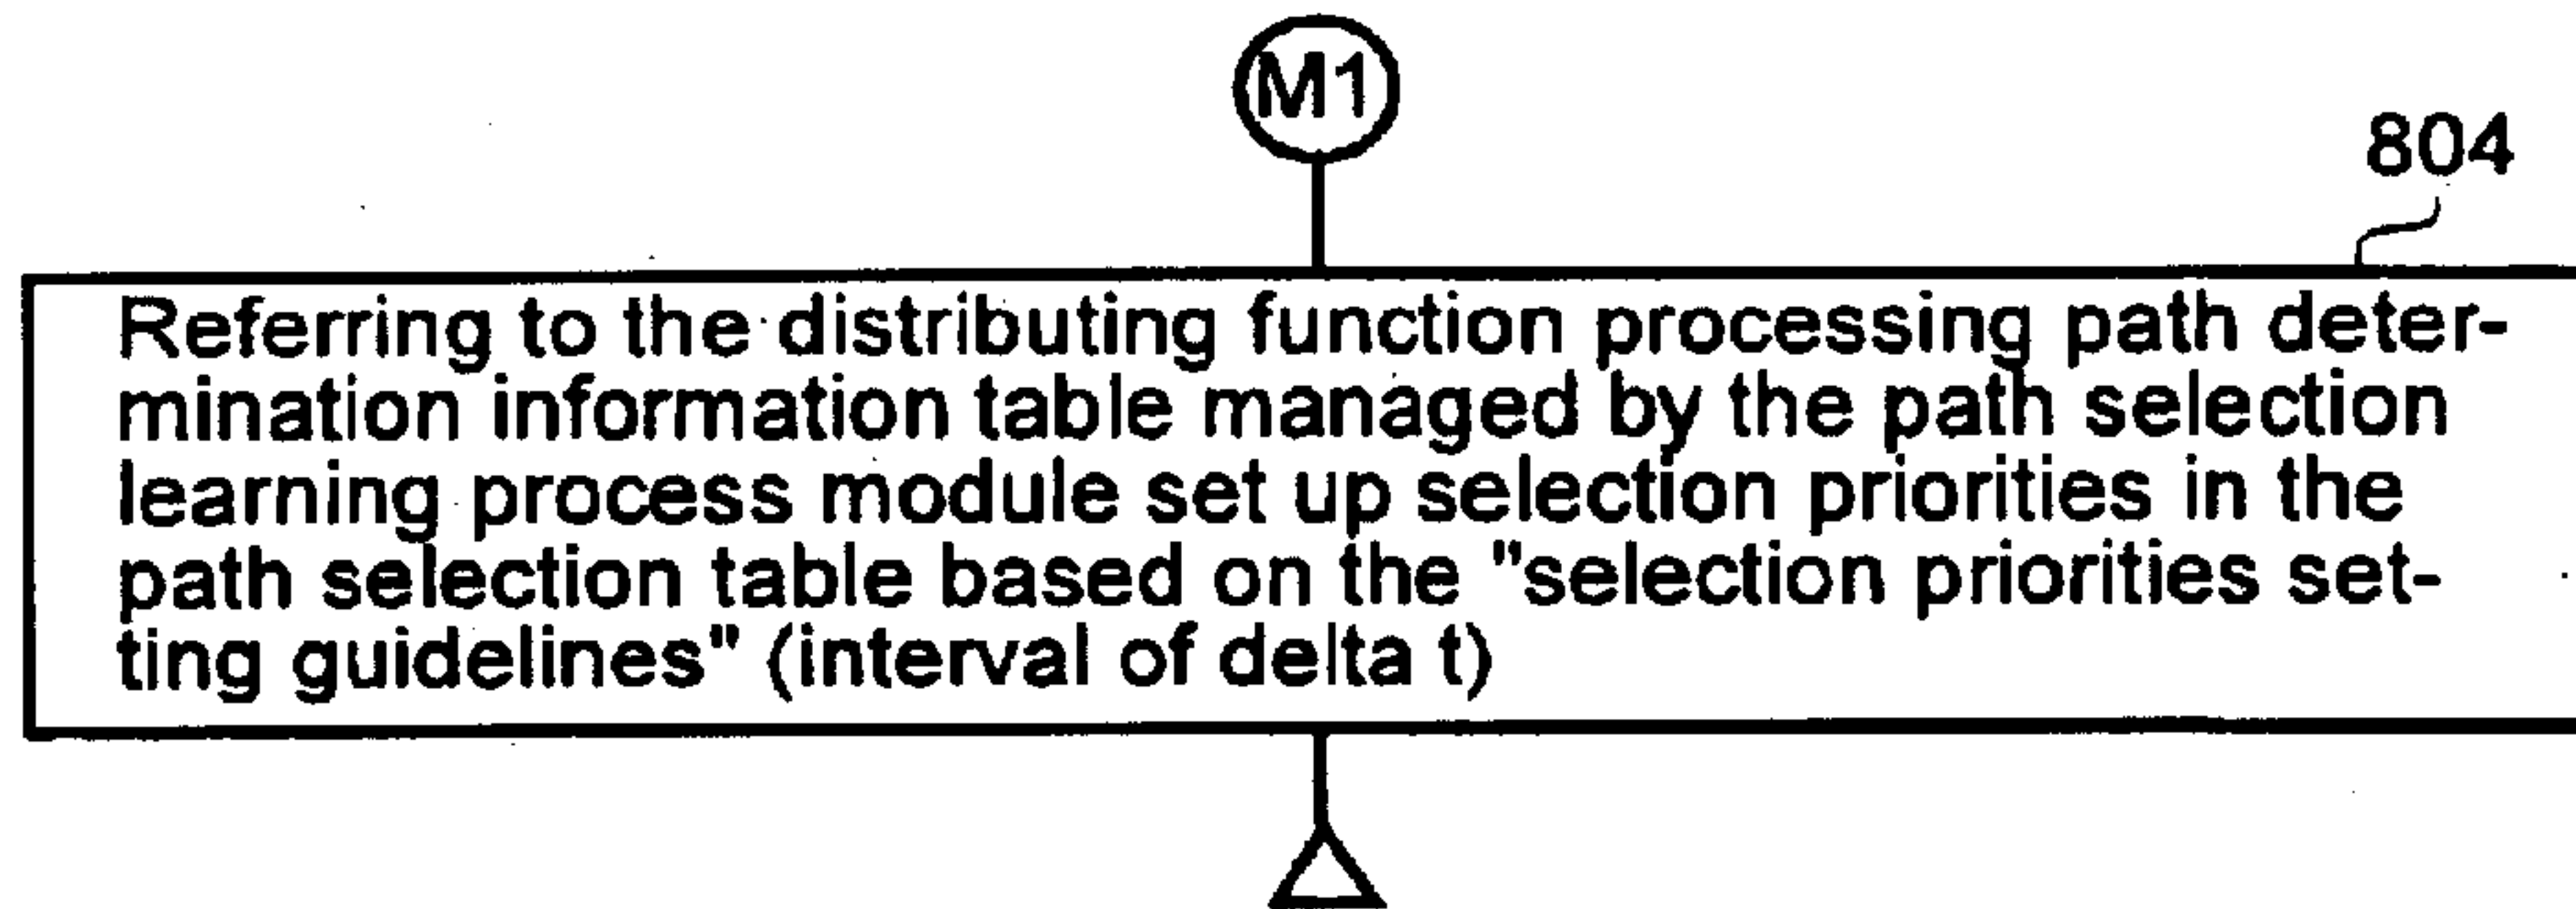 M1
804
Referring to the distributing function processing path deter-
mination information table managed by the path selection
learning process module set up selection priorities in the
path selection table based on the "selection priorities set-
ting guidelines" (interval of delta t)